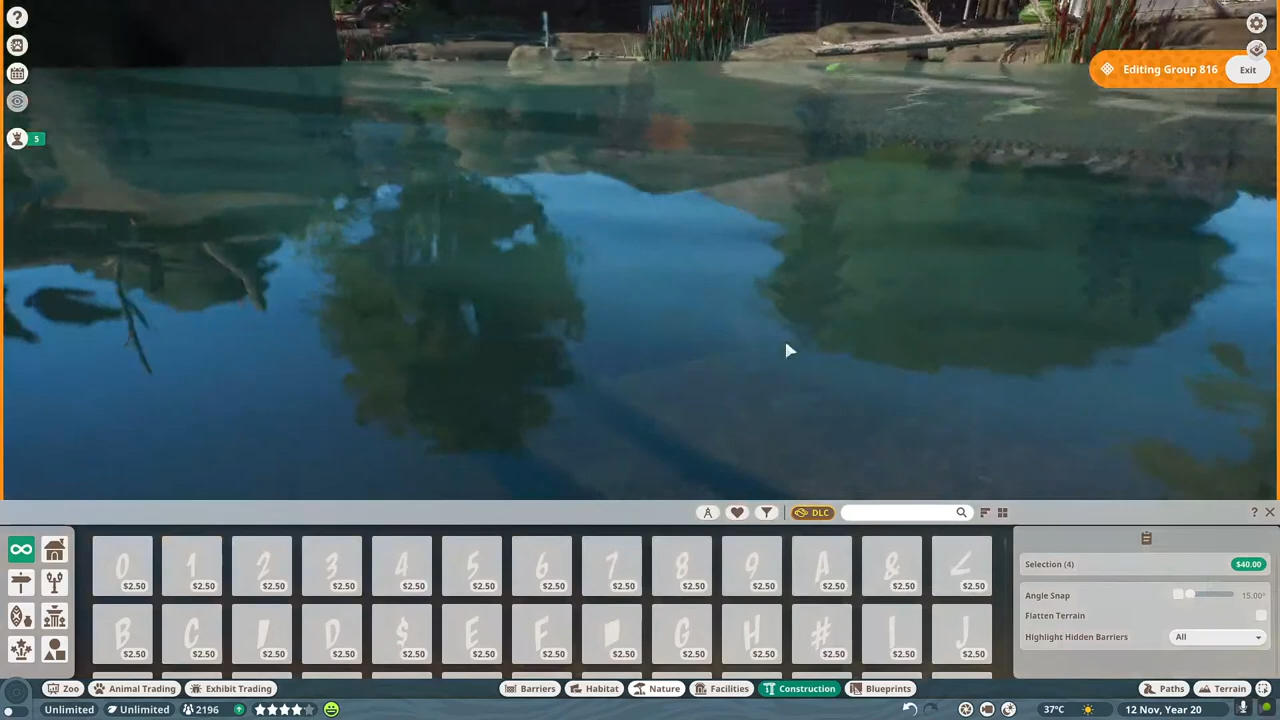 ?
Editing Group 816 Exit
5
DLC
?
0 1 2 3 4 5 6 7 8 9 A & <
$2.50 $2.50 $2.50 $2.50 $2.50 $2.50 $2.50 $2.50 $2.50 $2.50 $2.50 $2.50 $2.50
B C D $ E F G H # I J
$2.50 $2.50 $2.50 $2.50 $2.50 $2.50 $2.50 $2.50 $2.50 $2.50 $2.50 $2.50 $2.50
Selection (4) $40.00
Angle Snap 15.00°
Flatten Terrain
Highlight Hidden Barriers All
Zoo Animal Trading Exhibit Trading Barriers Habitat Nature Facilities Construction Blueprints Paths Terrain
Unlimited Unlimited 2196 37°C 12 Nov, Year 20